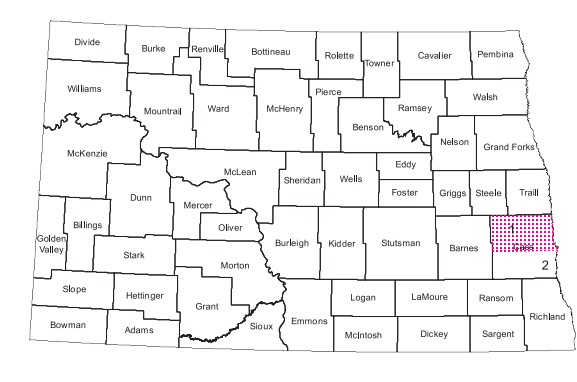 Divide
Burke
Renville
Bottineau
Rolette
Towner
Cavalier
Pembina
Williams
Mountrail
Ward
McHenry
Pierce
Benson
Ramsey
Walsh
Nelson
Grand Forks
McKenzie
Dunn
McLean
Mercer
Oliver
Sheridan
Wells
Eddy
Foster
Griggs
Steele
Traill
Golden
Valley
Billings
Stark
Morton
Burleigh
Kidder
Stutsman
Barnes
1
Cass
2
Slope
Hettinger
Grant
Sioux
Emmons
Logan
LaMoure
Ransom
Richland
Bowman
Adams
McIntosh
Dickey
Sargent